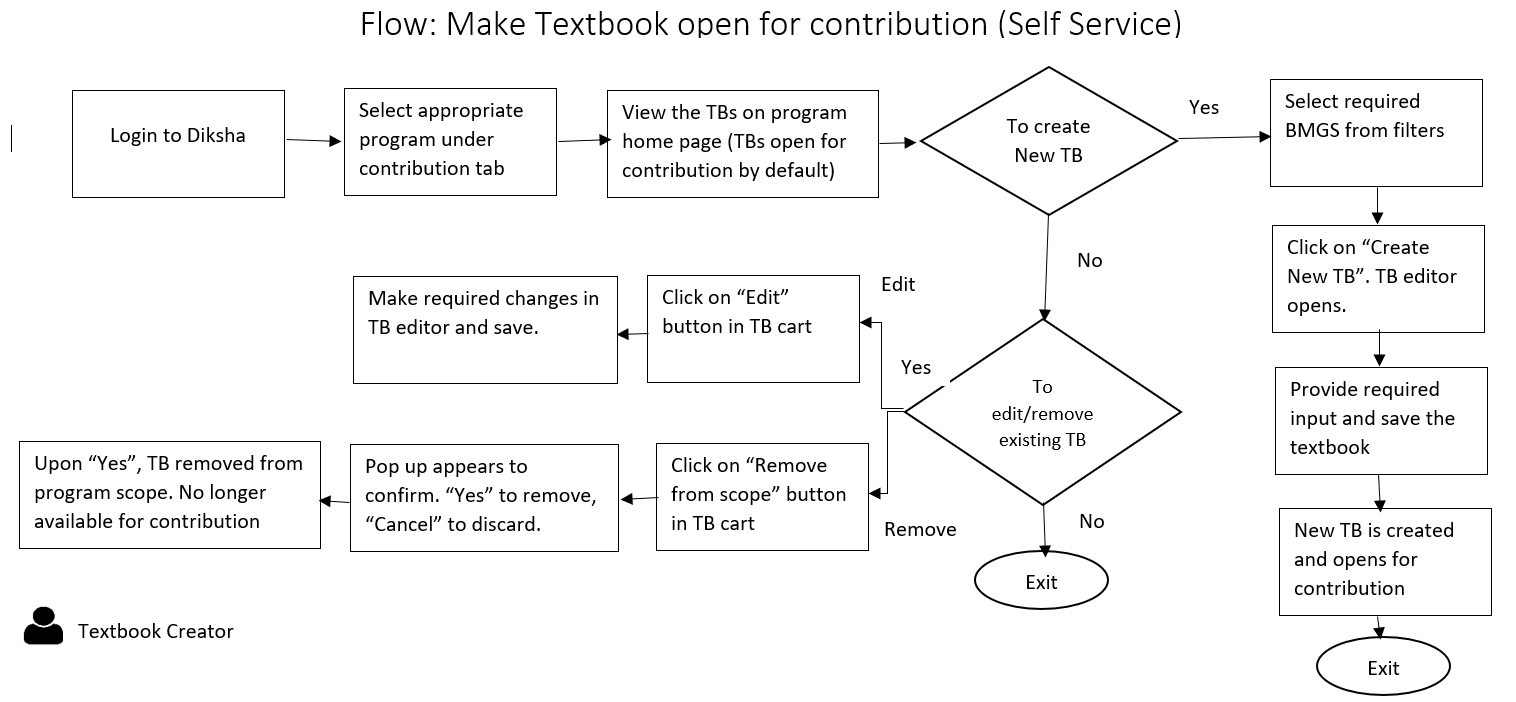 Flow: Make Textbook open for contribution (Self Service)
Login to Diksha
Select appropriate
program under
contribution tab
View the TBs on program
home page (TBs open for
contribution by default)
To create
New TB
Yes
Select required
BMGS from filters
Click on “Create
New TB”. TB editor
opens.
Provide required
input and save the
textbook
New TB is created
and opens for
contribution
Exit
No
To
edit/remove
existing TB
Yes
Edit
Click on “Edit”
button in TB cart
Make required changes in
TB editor and save.
Remove
Click on “Remove
from scope” button
in TB cart
Pop up appears to
confirm. “Yes” to remove,
“Cancel” to discard.
Upon “Yes”, TB removed from
program scope. No longer
available for contribution
No
Exit
Textbook Creator